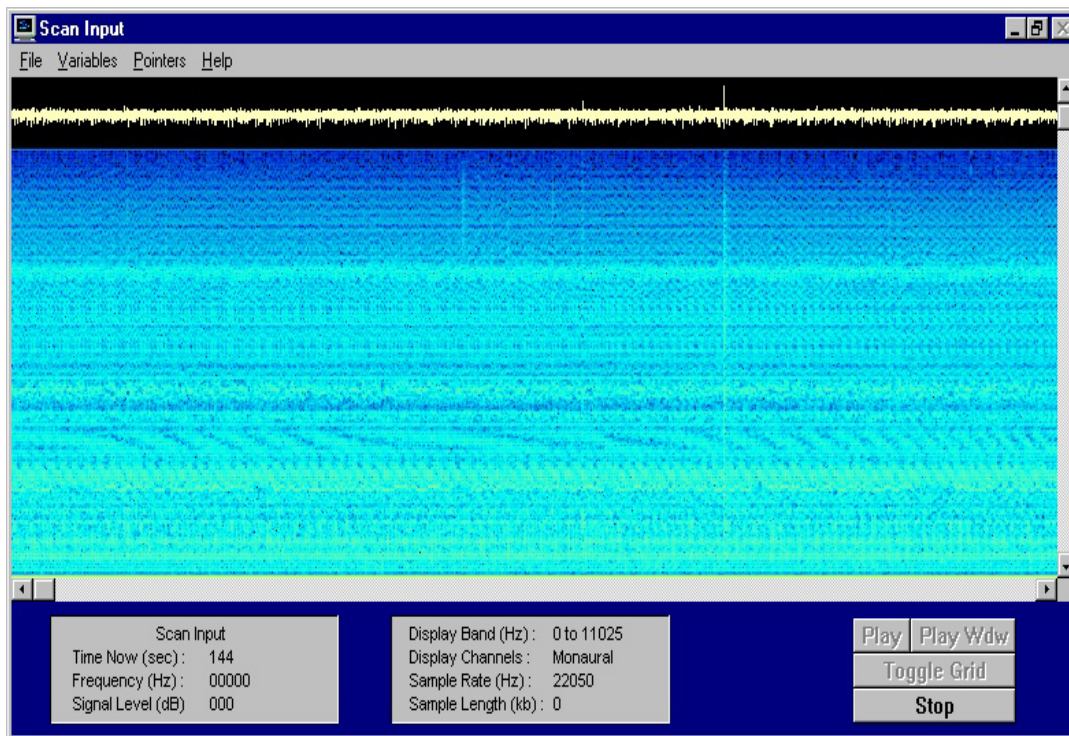 Scan Input
File Variables Pointers Help
Scan Input
Time Now (sec) : 144
Frequency (Hz) : 00000
Signal Level (dB) 000
Display Band (Hz) : 0 to 11025
Display Channels : Monaural
Sample Rate (Hz) : 22050
Sample Length (kb) : 0
Play Play Wdw
Toggle Grid
Stop